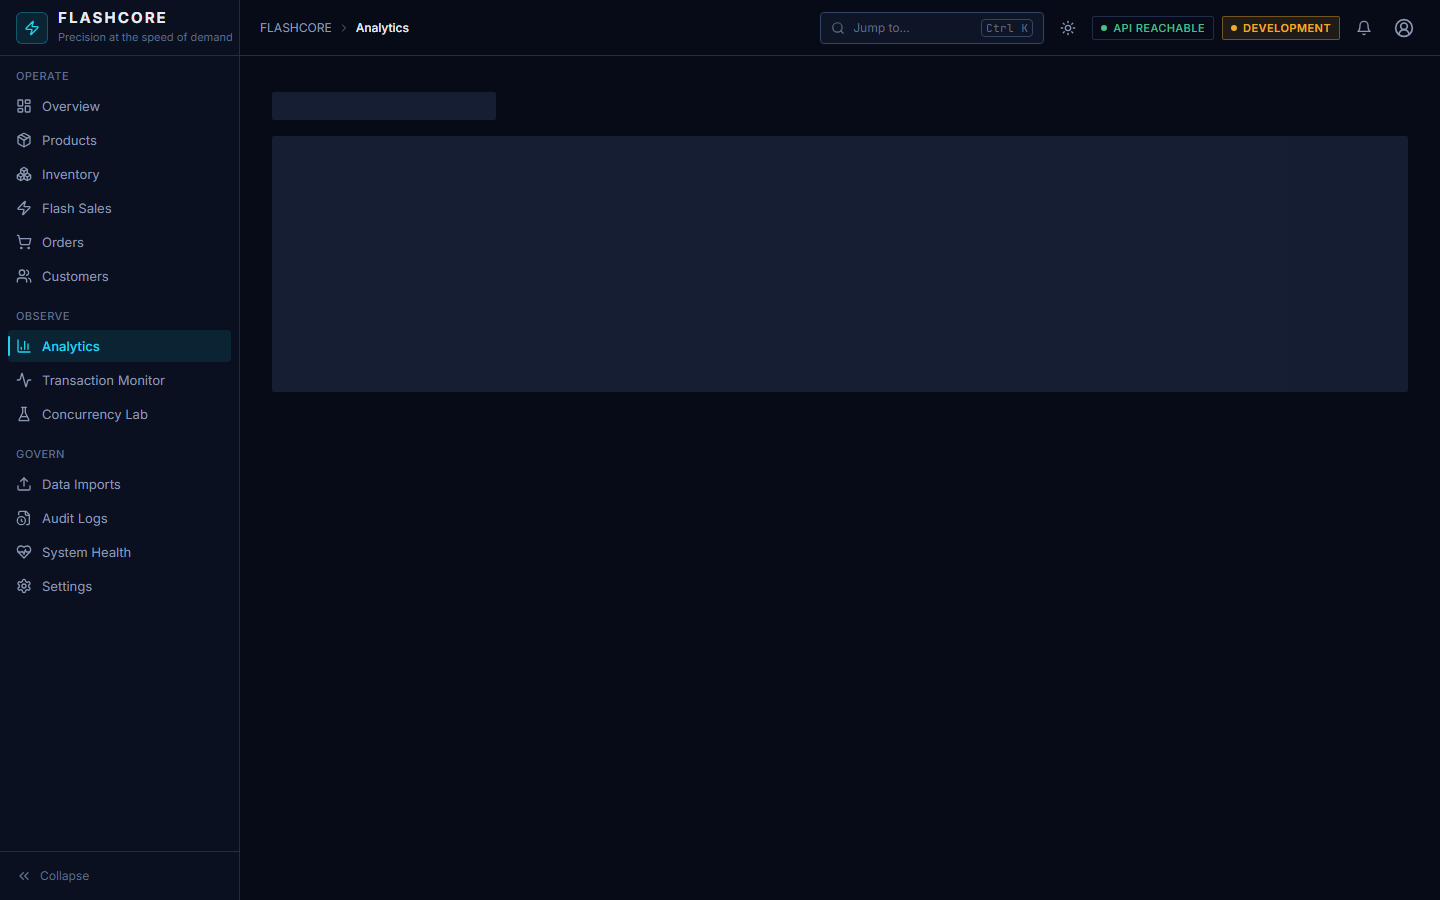 FLASHCORE
Precision at the speed of demand
FLASHCORE > Analytics
Jump to...
Ctrl K
API REACHABLE
DEVELOPMENT
OPERATE
Overview
Products
Inventory
Flash Sales
Orders
Customers
OBSERVE
Analytics
Transaction Monitor
Concurrency Lab
GOVERN
Data Imports
Audit Logs
System Health
Settings
Collapse